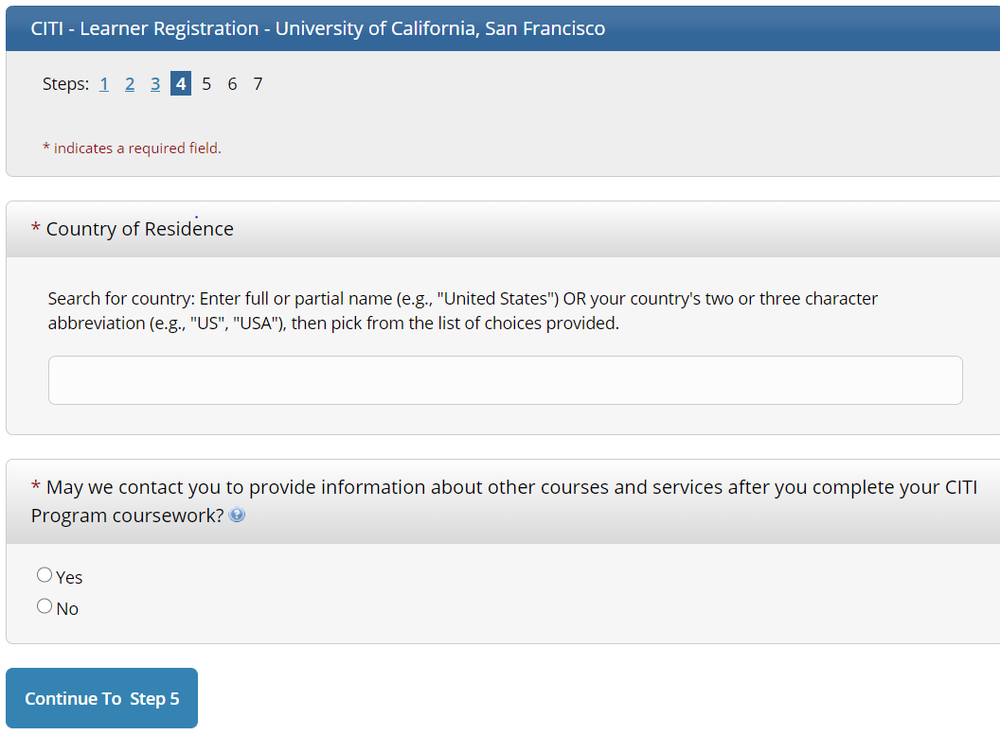 CITI - Learner Registration - University of California, San Francisco
Steps: 1 2 3 4 5 6 7
* indicates a required field.
* Country of Residence
Search for country: Enter full or partial name (e.g., "United States") OR your country's two or three character
abbreviation (e.g., "US", "USA"), then pick from the list of choices provided.
* May we contact you to provide information about other courses and services after you complete your CITI
Program coursework?
Yes
No
Continue To Step 5